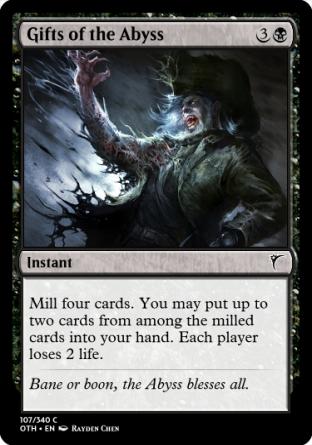 Gifts of the Abyss 3
Instant
Mill four cards. You may put up to
two cards from among the milled
cards into your hand. Each player
loses 2 life.
Bane or boon, the Abyss blesses all.
107/340 C
OTH • EN Rayden Chen